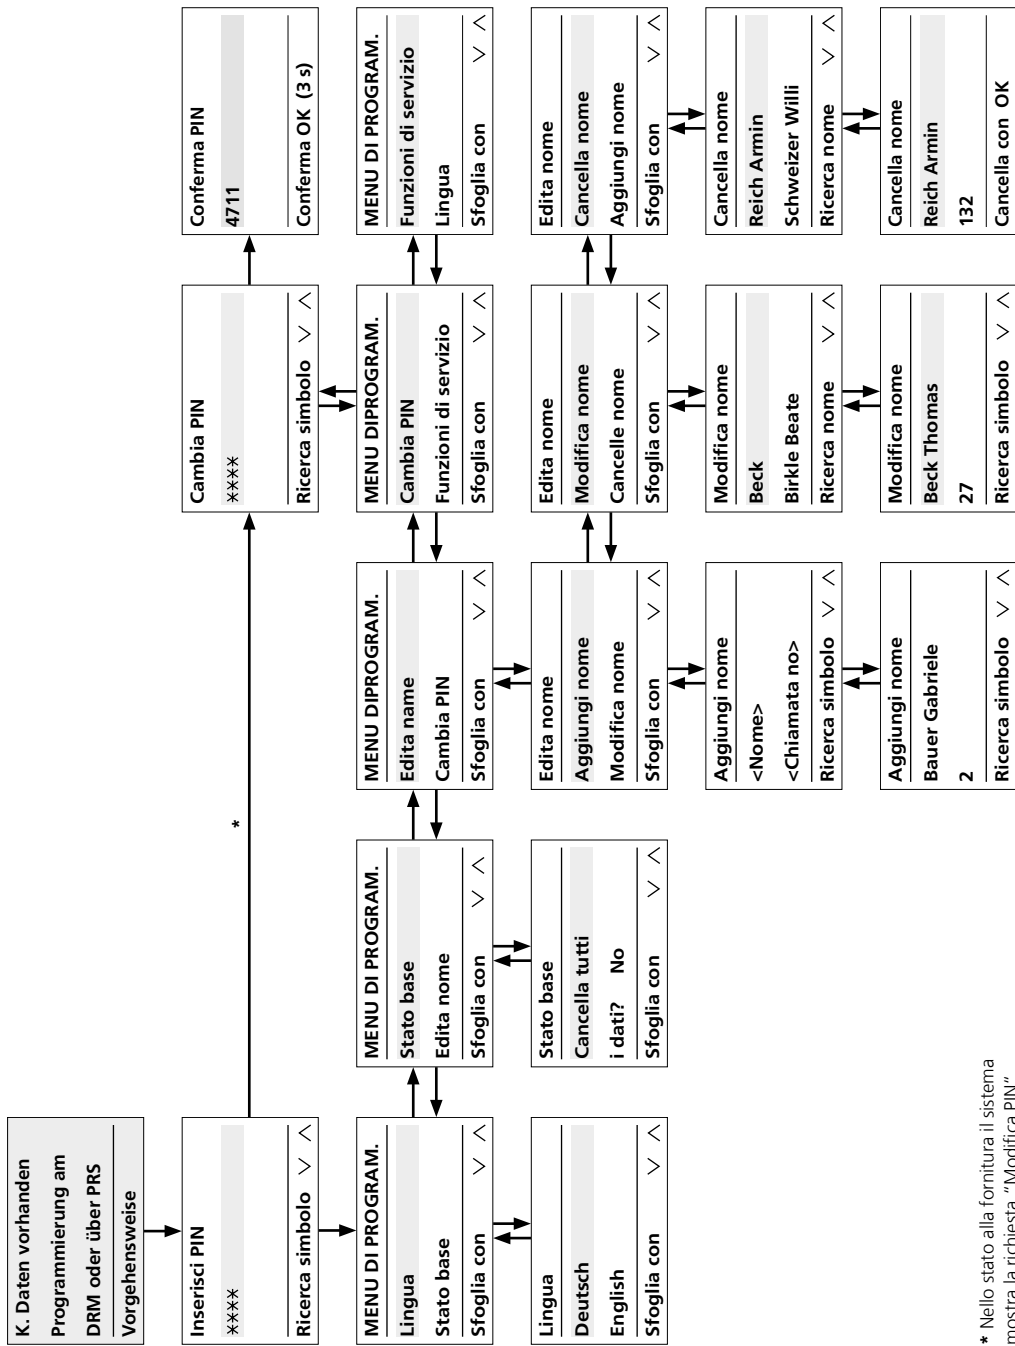 K. Daten vorhanden
Programmierung am
DRM oder über PRS
Vorgehensweise
Inserisci PIN
****
Ricerca simbolo ∨ ∧
*
Cambia PIN
****
Ricerca simbolo ∨ ∧
Conferma PIN
4711
Conferma OK (3 s)
MENU DI PROGRAM.
Lingua
Stato base
Sfoglia con ∨ ∧
MENU DI PROGRAM.
Stato base
Edita nome
Sfoglia con ∨ ∧
MENU DIPROGRAM.
Edita name
Cambia PIN
Sfoglia con ∨ ∧
MENU DIPROGRAM.
Cambia PIN
Funzioni di servizio
Sfoglia con ∨ ∧
MENU DI PROGRAM.
Funzioni di servizio
Lingua
Sfoglia con ∨ ∧
Lingua
Deutsch
English
Sfoglia con ∨ ∧
Stato base
Cancella tutti
i dati? No
Sfoglia con ∨ ∧
Edita nome
Aggiungi nome
Modifica nome
Sfoglia con ∨ ∧
Edita nome
Modifica nome
Cancelle nome
Sfoglia con ∨ ∧
Edita nome
Cancella nome
Aggiungi nome
Sfoglia con ∨ ∧
Aggiungi nome
<Nome>
<Chiamata no>
Ricerca simbolo ∨ ∧
Modifica nome
Beck
Birkle Beate
Ricerca nome ∨ ∧
Cancella nome
Reich Armin
Schweizer Willi
Ricerca nome ∨ ∧
Aggiungi nome
Bauer Gabriele
2
Ricerca simbolo ∨ ∧
Modifica nome
Beck Thomas
27
Ricerca simbolo ∨ ∧
Cancella nome
Reich Armin
132
Cancella con OK
* Nello stato alla fornitura il sistema
mostra la richiesta "Modifica PIN"